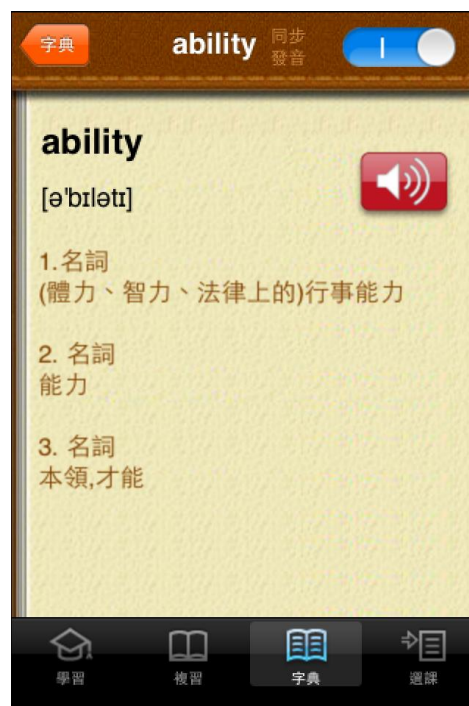 字典
ability
同步
發音
ability
[ə'bɪlətɪ]
1.名詞
(體力、智力、法律上的)行事能力
2. 名詞
能力
3. 名詞
本領,才能
學習
複習
字典
選課